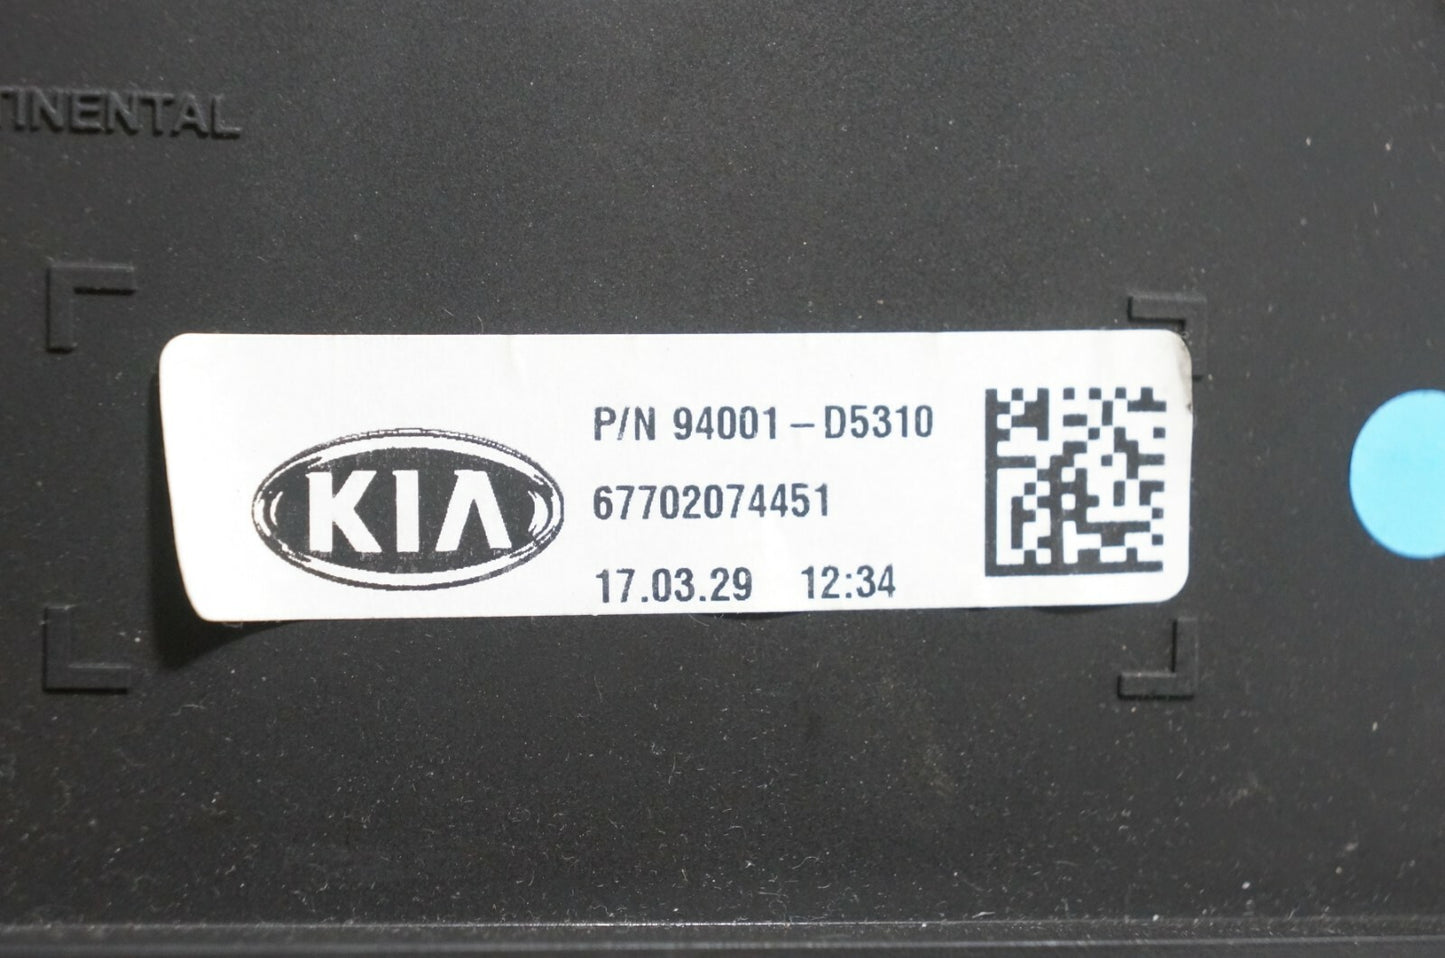 TINENTAL
KIA
P/N 94001-D5310
67702074451
17.03.29 12:34